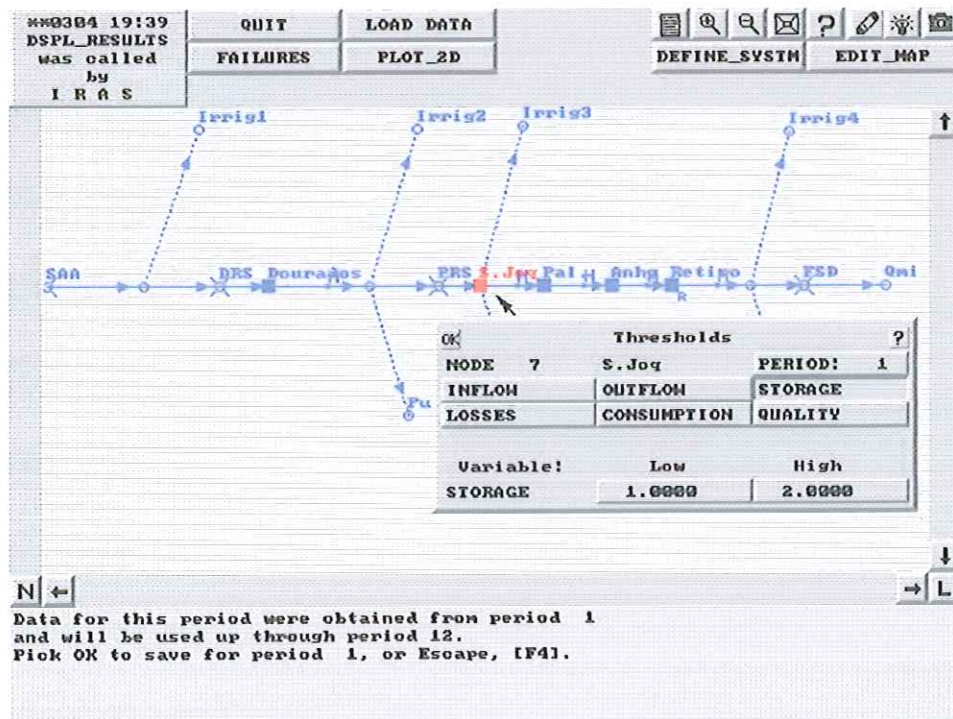 **0304 19:39
DSPL_RESULTS
was called
by
I R A S
QUIT
LOAD DATA
FAILURES
PLOT_2D
?
DEFINE_SYSTM
EDIT_MAP
Irrig1
Irrig2
Irrig3
Irrig4
SAA
DRS
Dourados
PRS
S.Joq
Pal
Anhg
Retiro
R
ESD
Qmi
Pu
OK
Thresholds
?
NODE 7 S.Joq PERIOD: 1
INFLOW OUTFLOW STORAGE
LOSSES CONSUMPTION QUALITY
Variable: Low High
STORAGE 1.0000 2.0000
N
L
Data for this period were obtained from period 1
and will be used up through period 12.
Pick OK to save for period 1, or Escape, [F4].